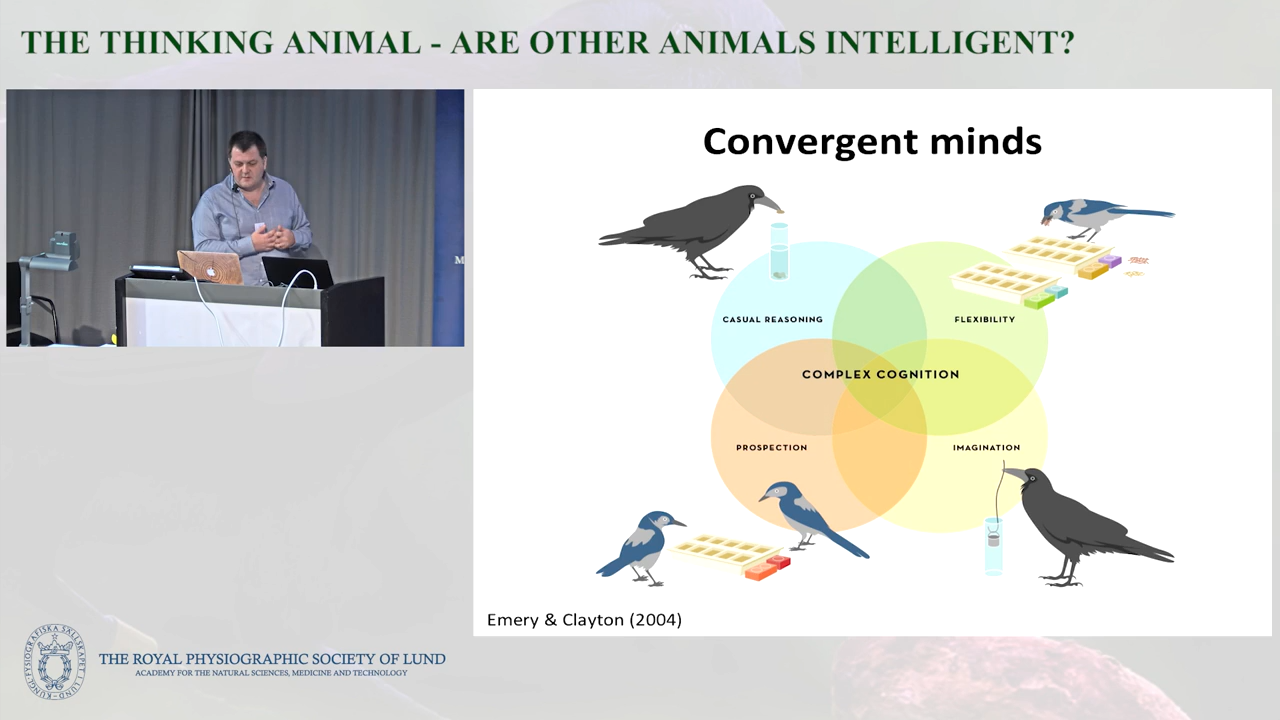 THE THINKING ANIMAL - ARE OTHER ANIMALS INTELLIGENT?
M
Convergent minds
CASUAL REASONING
FLEXIBILITY
COMPLEX COGNITION
PROSPECTION
IMAGINATION
Emery & Clayton (2004)
THE ROYAL PHYSIOGRAPHIC SOCIETY OF LUND
ACADEMY FOR THE NATURAL SCIENCES, MEDICINE AND TECHNOLOGY